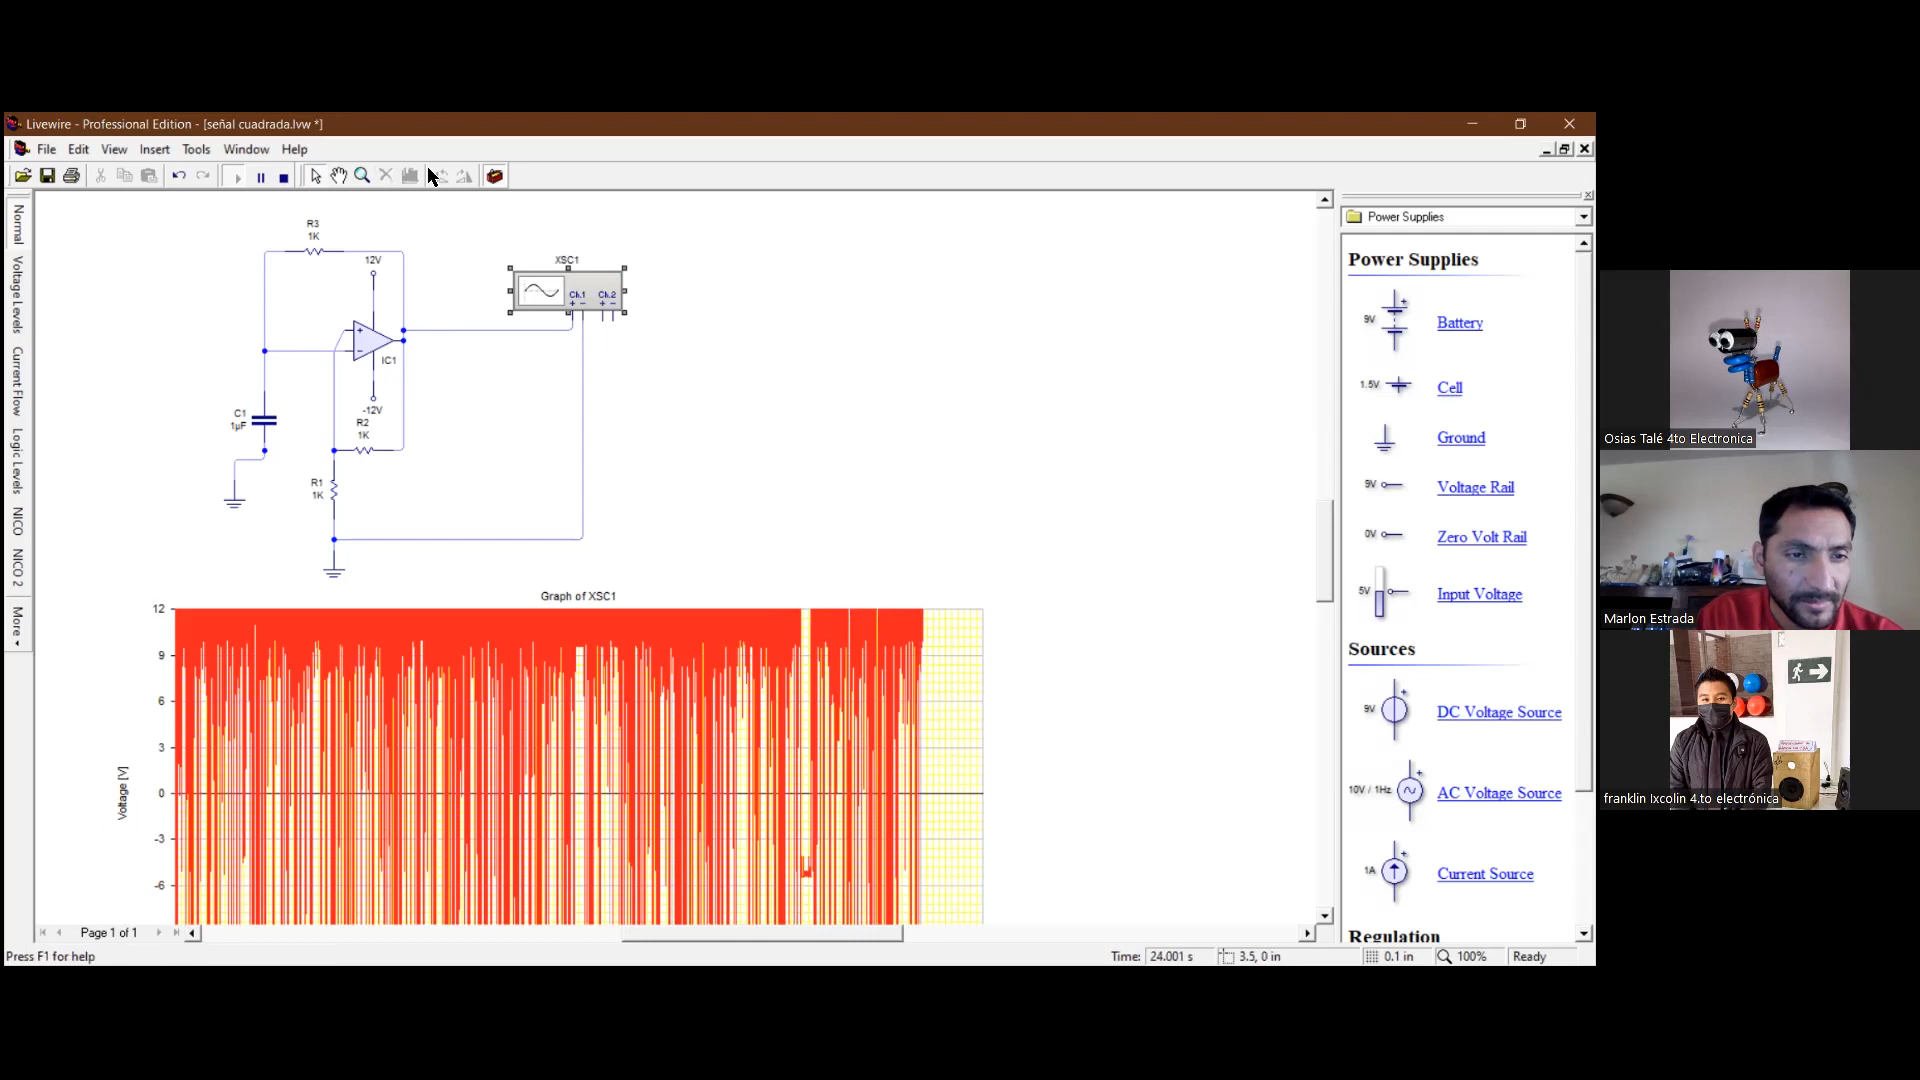 Livewire - Professional Edition - [señal cuadrada.lvw *]
File Edit View Insert Tools Window Help
Normal
Voltage Levels
Current Flow
Logic Levels
NICO
NICO 2
More
R3
1K
12V
IC1
-12V
R2
1K
C1
1µF
R1
1K
XSC1
Ch.1 Ch.2
+ - + -
Graph of XSC1
Voltage [V]
12
9
6
3
0
-3
-6
Page 1 of 1
Power Supplies
Power Supplies
9V Battery
1.5V Cell
Ground
9V Voltage Rail
0V Zero Volt Rail
5V Input Voltage
Sources
9V DC Voltage Source
10V / 1Hz AC Voltage Source
1A Current Source
Regulation
Press F1 for help
Time: 24.001 s
3.5, 0 in
0.1 in
100%
Ready
Osias Talé 4to Electronica
Marlon Estrada
franklin Ixcolin 4.to electrónica